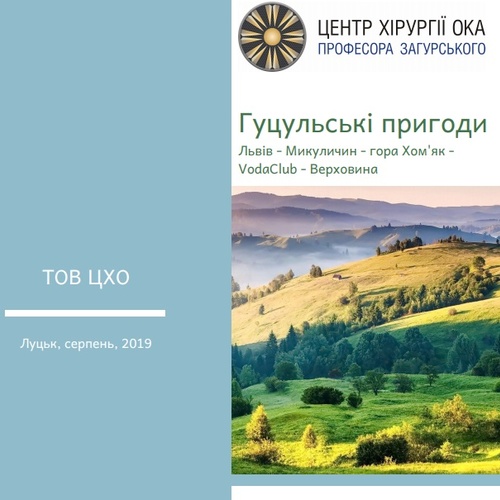 ЦЕНТР ХІРУРГІЇ ОКА
ПРОФЕСОРА ЗАГУРСЬКОГО
Гуцульські пригоди
Львів - Микуличин - гора Хом'як -
VodaClub - Верховина
ТОВ ЦХО
Луцьк, серпень, 2019